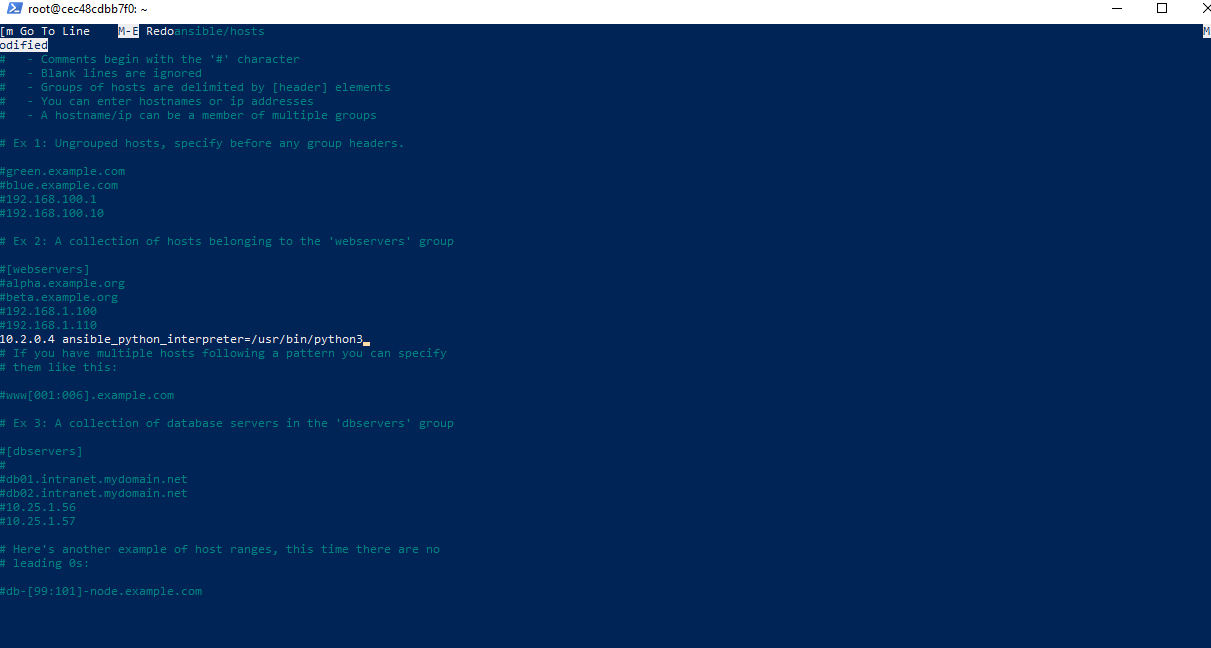 root@cec48cdbb7f0: ~
[m Go To Line    M-E Redoansible/hosts M
odified
#   - Comments begin with the '#' character
#   - Blank lines are ignored
#   - Groups of hosts are delimited by [header] elements
#   - You can enter hostnames or ip addresses
#   - A hostname/ip can be a member of multiple groups
# Ex 1: Ungrouped hosts, specify before any group headers.
#green.example.com
#blue.example.com
#192.168.100.1
#192.168.100.10
# Ex 2: A collection of hosts belonging to the 'webservers' group
#[webservers]
#alpha.example.org
#beta.example.org
#192.168.1.100
#192.168.1.110
10.2.0.4 ansible_python_interpreter=/usr/bin/python3
# If you have multiple hosts following a pattern you can specify
# them like this:
#www[001:006].example.com
# Ex 3: A collection of database servers in the 'dbservers' group
#[dbservers]
#
#db01.intranet.mydomain.net
#db02.intranet.mydomain.net
#10.25.1.56
#10.25.1.57
# Here's another example of host ranges, this time there are no
# leading 0s:
#db-[99:101]-node.example.com